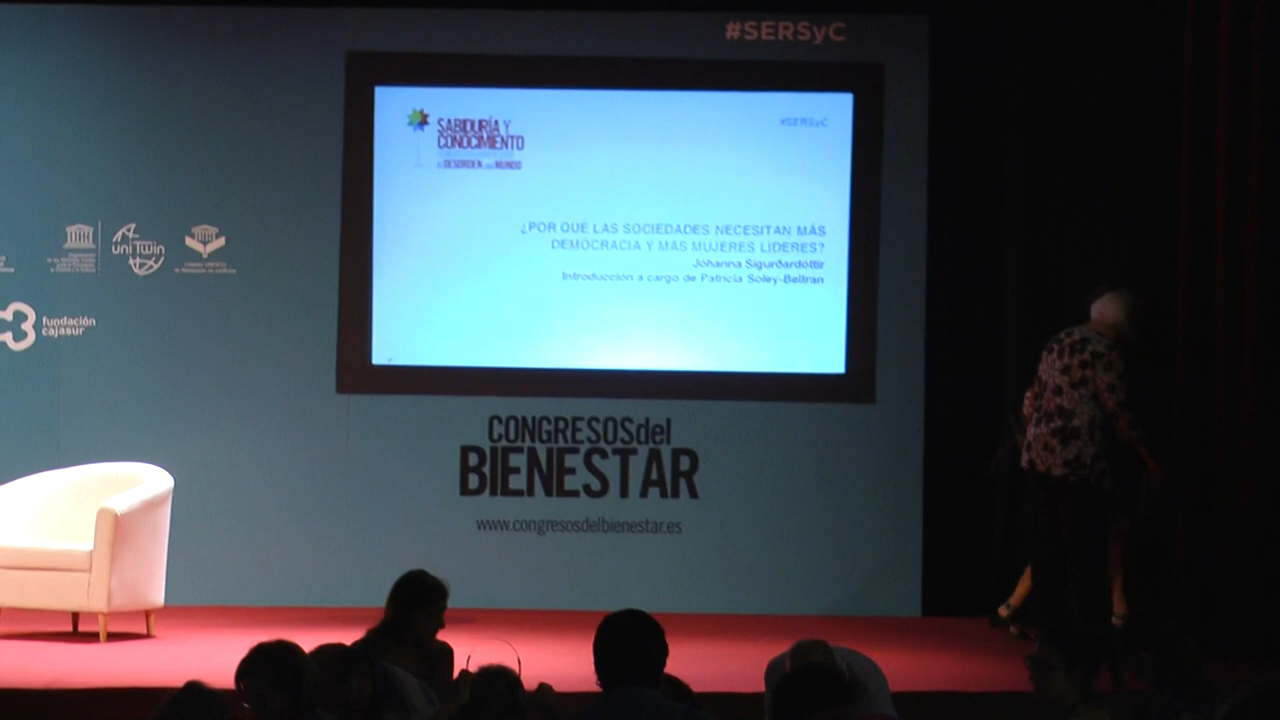 #SERSyC
SABIDURÍA Y
CONOCIMIENTO
#SERSyC
¿POR QUÉ LAS SOCIEDADES NECESITAN MÁS
DEMOCRACIA Y MÁS MUJERES LÍDERES?
Jóhanna Sigurðardóttir
Introducción a cargo de Patricia Soley-Beltran
uniTwin
fundación
cajasur
CONGRESOSdel
BIENESTAR
www.congresosdelbienestar.es